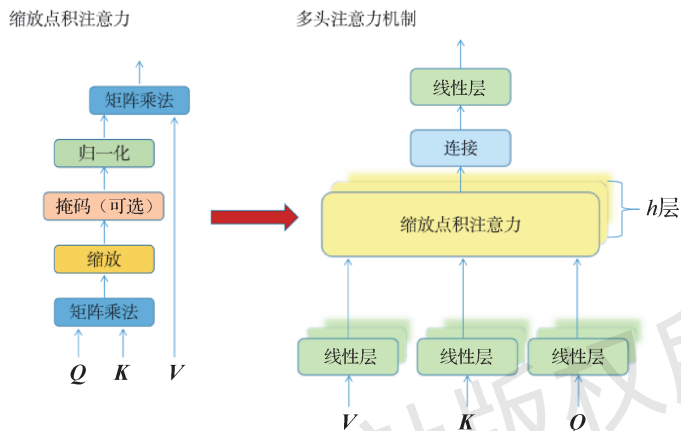 缩放点积注意力
矩阵乘法
归一化
掩码（可选）
缩放
矩阵乘法
Q K V
多头注意力机制
线性层
连接
缩放点积注意力
h层
线性层 线性层 线性层
V K Q
版权